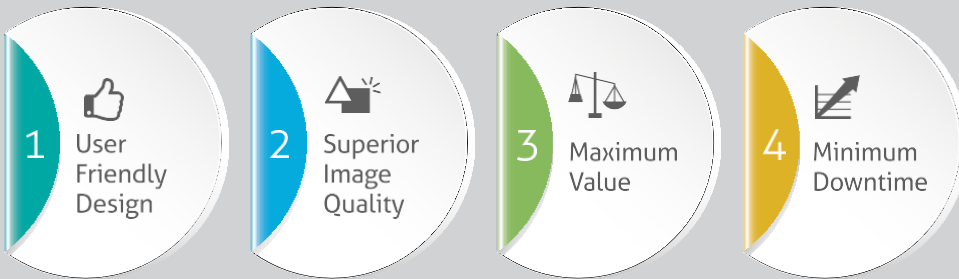 1
User
Friendly
Design
2
Superior
Image
Quality
3
Maximum
Value
4
Minimum
Downtime